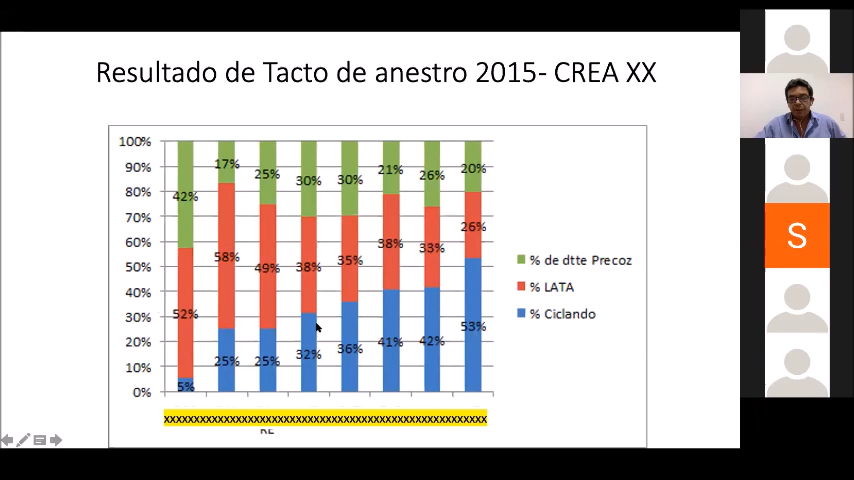 Resultado de Tacto de anestro 2015- CREA XX
100%
90%
80%
70%
60%
50%
40%
30%
20%
10%
0%
42% 17% 25% 30% 30% 21% 26% 20%
52% 58% 49% 38% 35% 38% 33% 26%
5% 25% 25% 32% 36% 41% 42% 53%
% de dtte Precoz
% LATA
% Ciclando
S